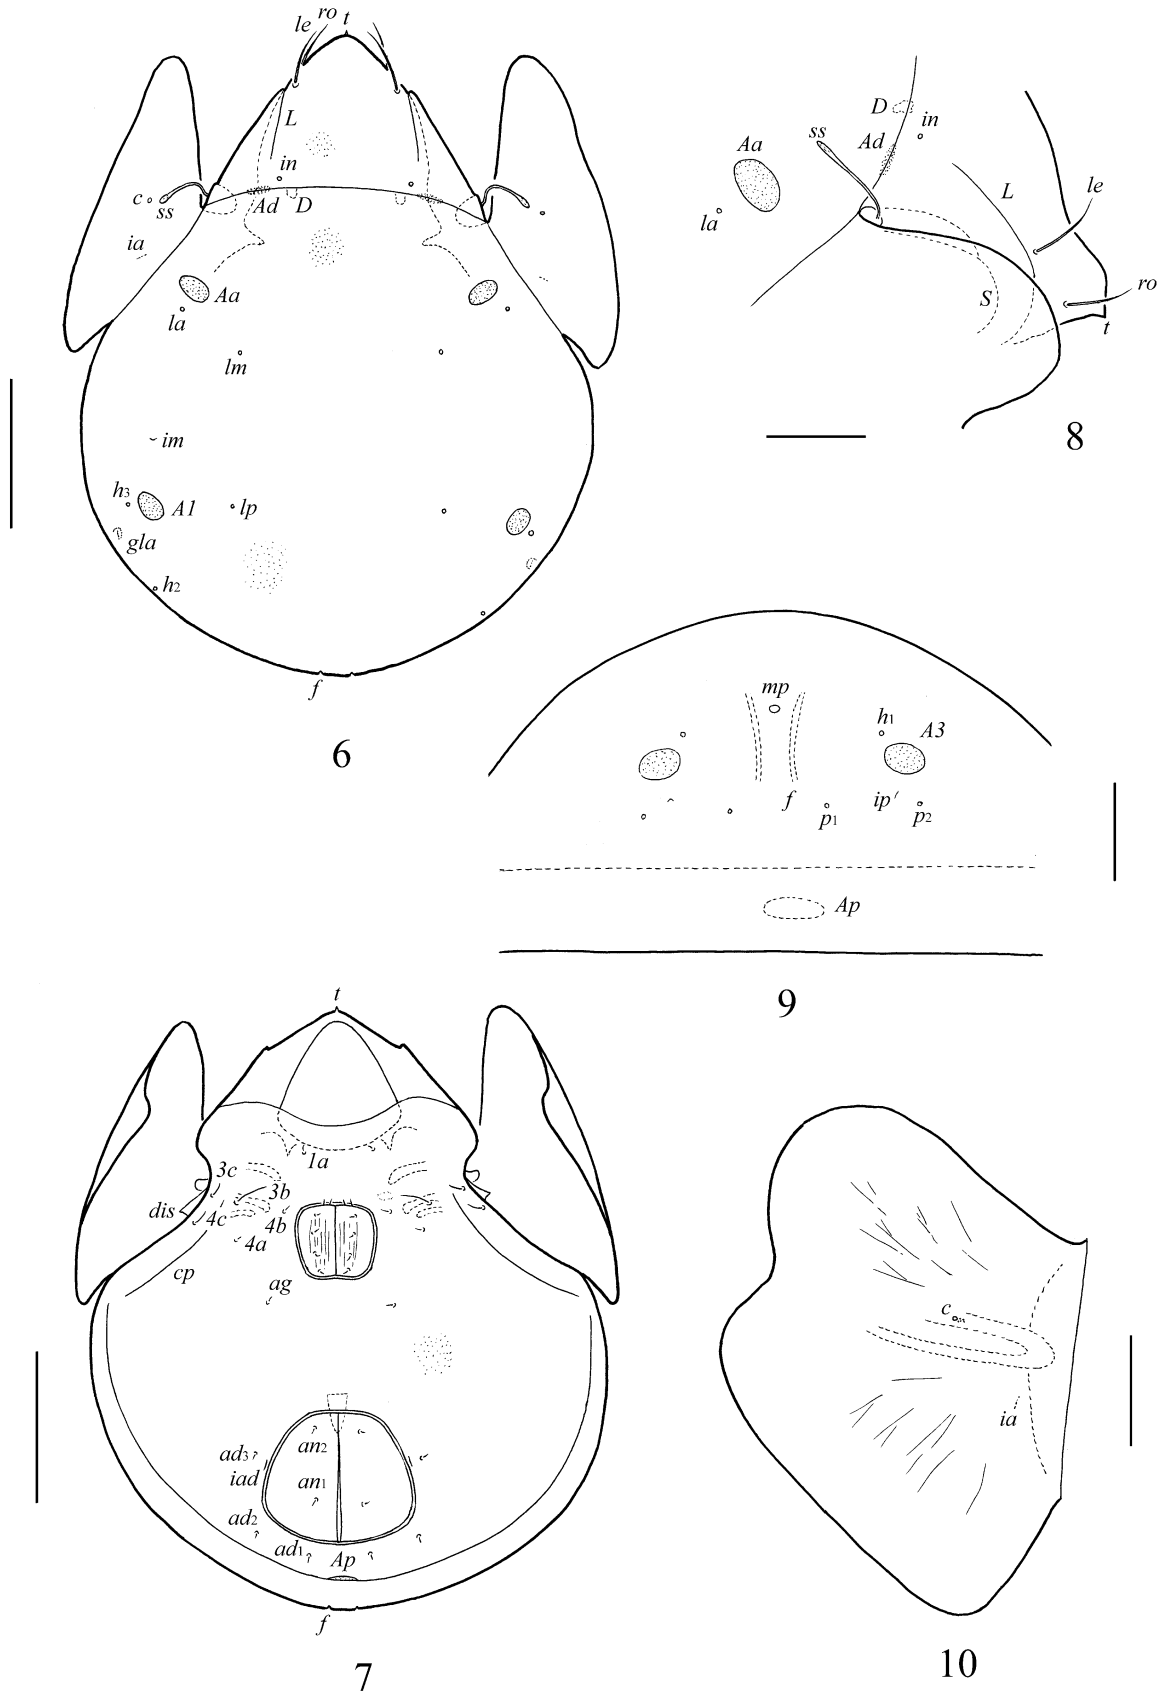 le ro t
L
in
c ss Ad D
ia
Aa
la
lm
im
h3 A1 lp
gla
h2
f
6
D
in
ss Ad
Aa
la
L le
S ro
t
8
mp
h1 A3
f ip′
p1 p2
Ap
9
t
1a
3c
3b
dis 4c 4b
4a
cp ag
ad3 an2
iad an1
ad2
ad1 Ap
f
7
c
ia
10